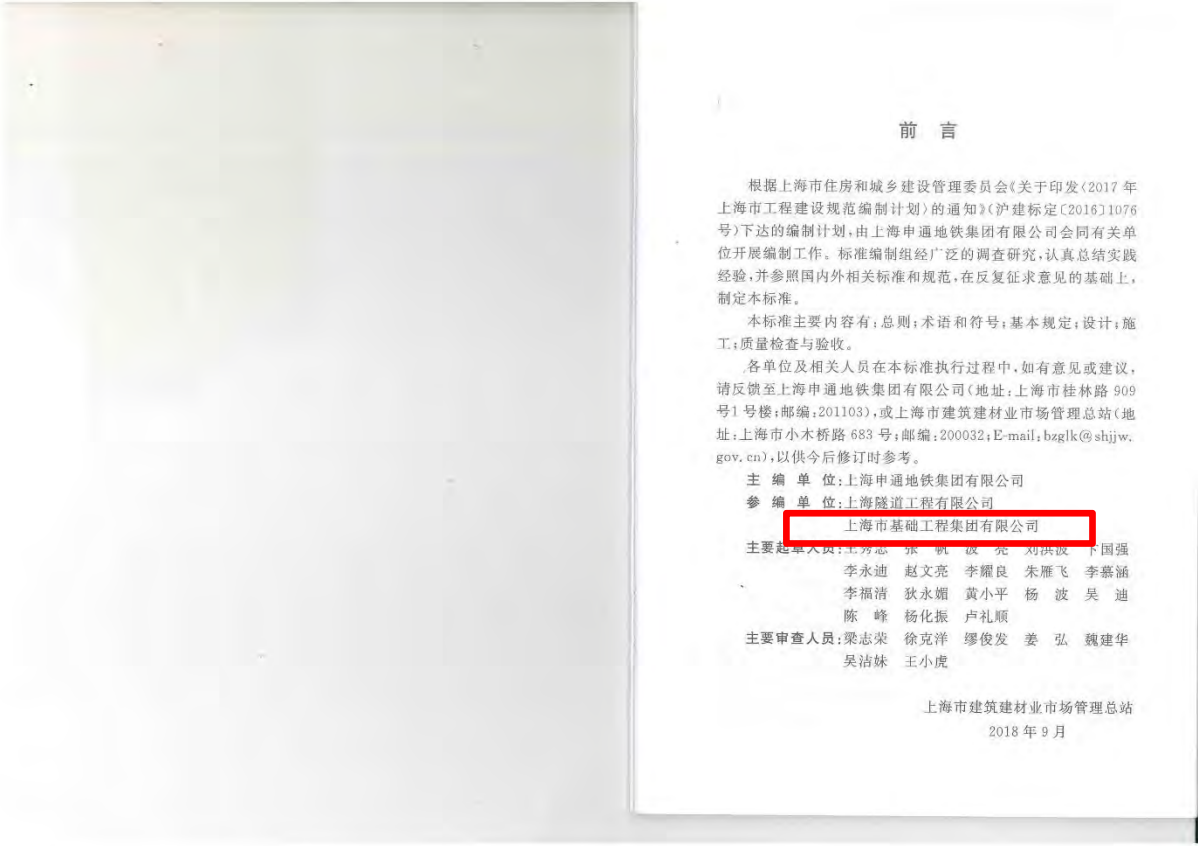 前 言
根据上海市住房和城乡建设管理委员会《关于印发〈2017 年
上海市工程建设规范编制计划〉的通知》(沪建标定〔2016〕1076
号)下达的编制计划,由上海申通地铁集团有限公司会同有关单
位开展编制工作。标准编制组经广泛的调查研究,认真总结实践
经验,并参照国内外相关标准和规范,在反复征求意见的基础上,
制定本标准。
本标准主要内容有:总则;术语和符号;基本规定;设计;施
工;质量检查与验收。
各单位及相关人员在本标准执行过程中,如有意见或建议,
请反馈至上海申通地铁集团有限公司(地址:上海市桂林路 909
号1 号楼;邮编:201103),或上海市建筑建材业市场管理总站(地
址:上海市小木桥路 683 号;邮编:200032;E-mail:bzglk@shjjw.
gov.cn),以供今后修订时参考。
主 编 单 位:上海申通地铁集团有限公司
参 编 单 位:上海隧道工程有限公司
上海市基础工程集团有限公司
主要起草人员:王秀志 张 帆 波 亮 刘洪波 卞国强
李永迪 赵文亮 李耀良 朱雁飞 李慕涵
李福清 狄永媚 黄小平 杨 波 吴 迪
陈 峰 杨化振 卢礼顺
主要审查人员:梁志荣 徐克洋 缪俊发 姜 弘 魏建华
吴洁妹 王小虎
上海市建筑建材业市场管理总站
2018 年 9 月